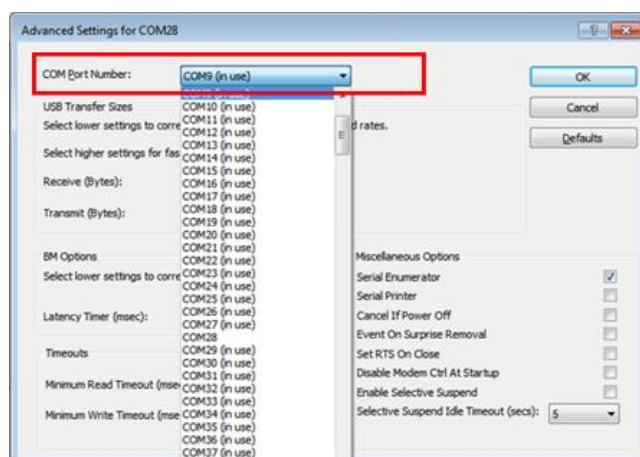 Advanced Settings for COM28
COM Port Number:
COM9 (in use)
OK
Cancel
Defaults
USB Transfer Sizes
Select lower settings to corre
d rates.
Select higher settings for fas
Receive (Bytes):
Transmit (Bytes):
BM Options
Select lower settings to corre
Latency Timer (msec):
Timeouts
Minimum Read Timeout (mse
Minimum Write Timeout (mse
COM10 (in use)
COM11 (in use)
COM12 (in use)
COM13 (in use)
COM14 (in use)
COM15 (in use)
COM16 (in use)
COM17 (in use)
COM18 (in use)
COM19 (in use)
COM20 (in use)
COM21 (in use)
COM22 (in use)
COM23 (in use)
COM24 (in use)
COM25 (in use)
COM26 (in use)
COM27 (in use)
COM28
COM29 (in use)
COM30 (in use)
COM31 (in use)
COM32 (in use)
COM33 (in use)
COM34 (in use)
COM35 (in use)
COM36 (in use)
COM37 (in use)
Miscellaneous Options
Serial Enumerator
Serial Printer
Cancel If Power Off
Event On Surprise Removal
Set RTS On Close
Disable Modem Ctrl At Startup
Enable Selective Suspend
Selective Suspend Idle Timeout (secs):
5